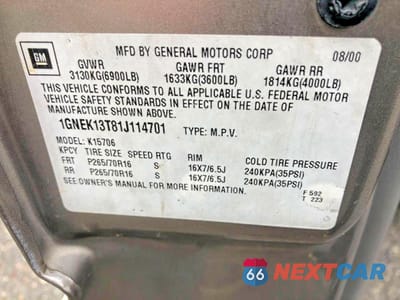 GM
MFD BY GENERAL MOTORS CORP 08/00
GVWR GAWR FRT GAWR RR
3130KG(6900LB) 1633KG(3600LB) 1814KG(4000LB)
THIS VEHICLE CONFORMS TO ALL APPLICABLE U.S. FEDERAL MOTOR
VEHICLE SAFETY STANDARDS IN EFFECT ON THE DATE OF
MANUFACTURE SHOWN ABOVE.
1GNEK13T81J114701 TYPE: M.P.V.
MODEL: K15706
KPCY TIRE SIZE SPEED RTG RIM COLD TIRE PRESSURE
FRT P265/70R16 S 16X7/6.5J 240KPA(35PSI)
RR P265/70R16 S 16X7/6.5J 240KPA(35PSI)
SEE OWNER'S MANUAL FOR MORE INFORMATION.
F 592
T 223
66 NEXTCAR